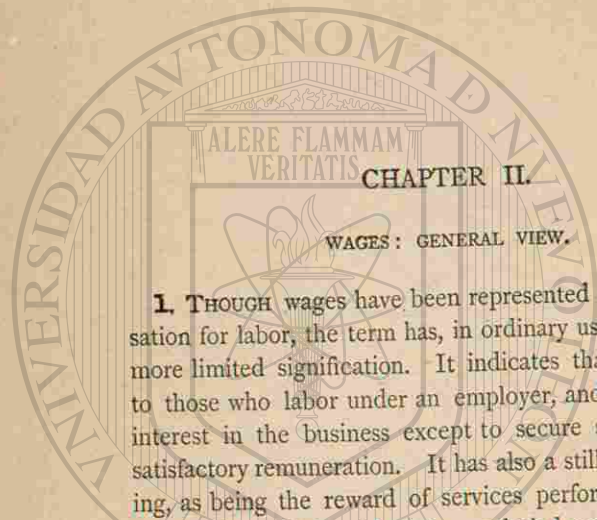 UNIVERSIDAD AVTONOMA DE NUEVO
ALERE FLAMMAM
VERITATIS
CHAPTER II.
WAGES: GENERAL VIEW.
1. THOUGH wages have been represented
sation for labor, the term has, in ordinary us
more limited signification. It indicates tha
to those who labor under an employer, and
interest in the business except to secure
satisfactory remuneration. It has also a still
ing, as being the reward of services perfor